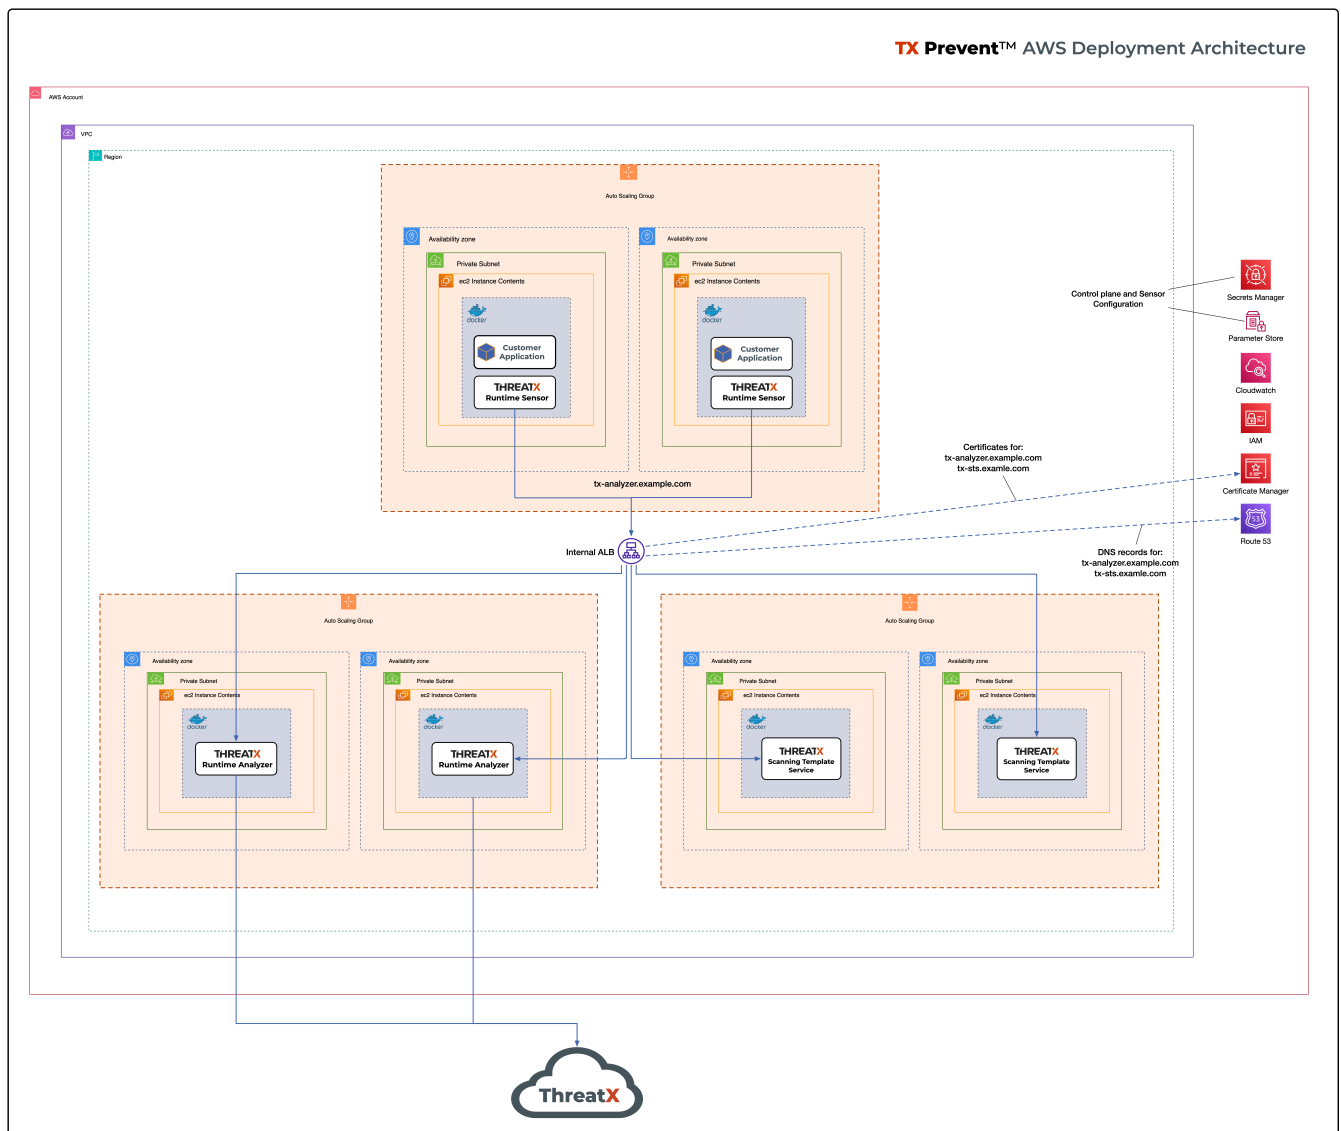 TX Prevent™ AWS Deployment Architecture
AWS Account
VPC
Region
Auto Scaling Group
Availability zone
Private Subnet
ec2 Instance Contents
docker
Customer
Application
THREATX
Runtime Sensor
Availability zone
Private Subnet
ec2 Instance Contents
docker
Customer
Application
THREATX
Runtime Sensor
tx-analyzer.example.com
Control plane and Sensor
Configuration
Secrets Manager
Parameter Store
Cloudwatch
IAM
Certificate Manager
53
Route 53
Certificates for:
tx-analyzer.example.com
tx-sts.examle.com
DNS records for:
tx-analyzer.example.com
tx-sts.examle.com
Internal ALB
Auto Scaling Group
Availability zone
Private Subnet
ec2 Instance Contents
docker
THREATX
Runtime Analyzer
Availability zone
Private Subnet
ec2 Instance Contents
docker
THREATX
Runtime Analyzer
Auto Scaling Group
Availability zone
Private Subnet
ec2 Instance Contents
docker
THREATX
Scanning Template
Service
Availability zone
Private Subnet
ec2 Instance Contents
docker
THREATX
Scanning Template
Service
ThreatX